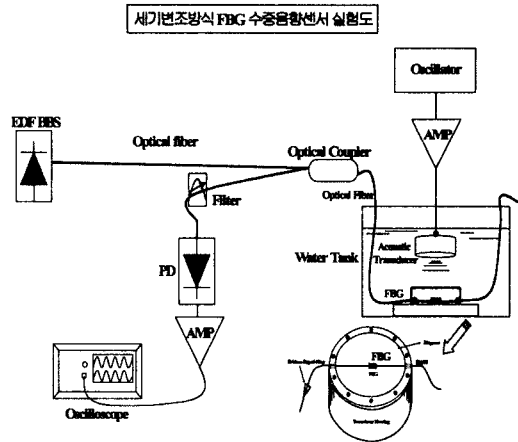 세기변조방식 FBG 수중음향센서 실험도
Oscillator
EDF BBS
AMP
Optical fiber
Optical Coupler
Optical Fiber
Filter
Acoustic
Transducer
Water Tank
PD
FBG
AMP
FBG
Oscilloscope